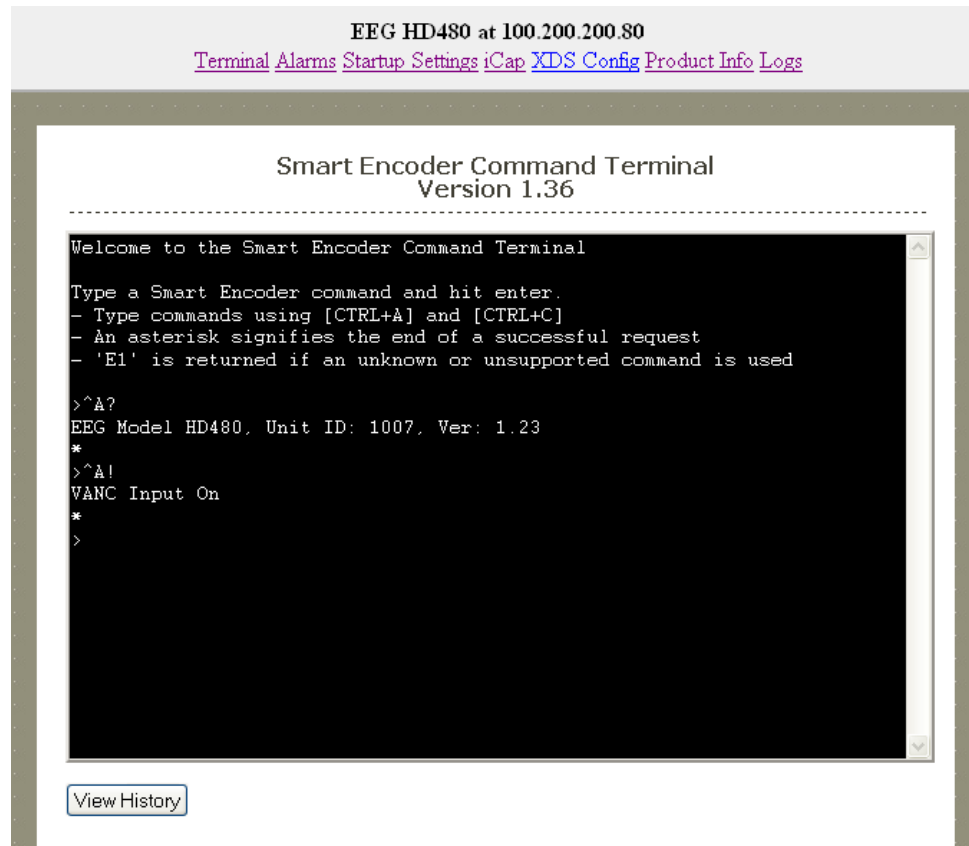 EEG HD480 at 100.200.200.80
Terminal Alarms Startup Settings iCap XDS Config Product Info Logs
Smart Encoder Command Terminal
Version 1.36
Welcome to the Smart Encoder Command Terminal
Type a Smart Encoder command and hit enter.
- Type commands using [CTRL+A] and [CTRL+C]
- An asterisk signifies the end of a successful request
- 'E1' is returned if an unknown or unsupported command is used
>^A?
EEG Model HD480, Unit ID: 1007, Ver: 1.23
*
>^A!
VANC Input On
*
>
View History